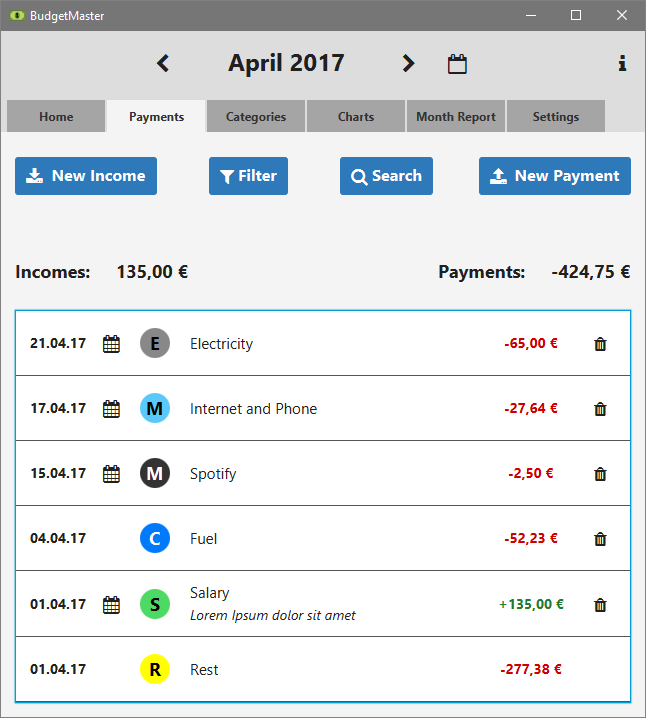 BudgetMaster
April 2017
Home Payments Categories Charts Month Report Settings
New Income Filter Search New Payment
Incomes: 135,00 € Payments: -424,75 €
21.04.17 E Electricity -65,00 €
17.04.17 M Internet and Phone -27,64 €
15.04.17 M Spotify -2,50 €
04.04.17 C Fuel -52,23 €
01.04.17 S Salary +135,00 €
Lorem Ipsum dolor sit amet
01.04.17 R Rest -277,38 €